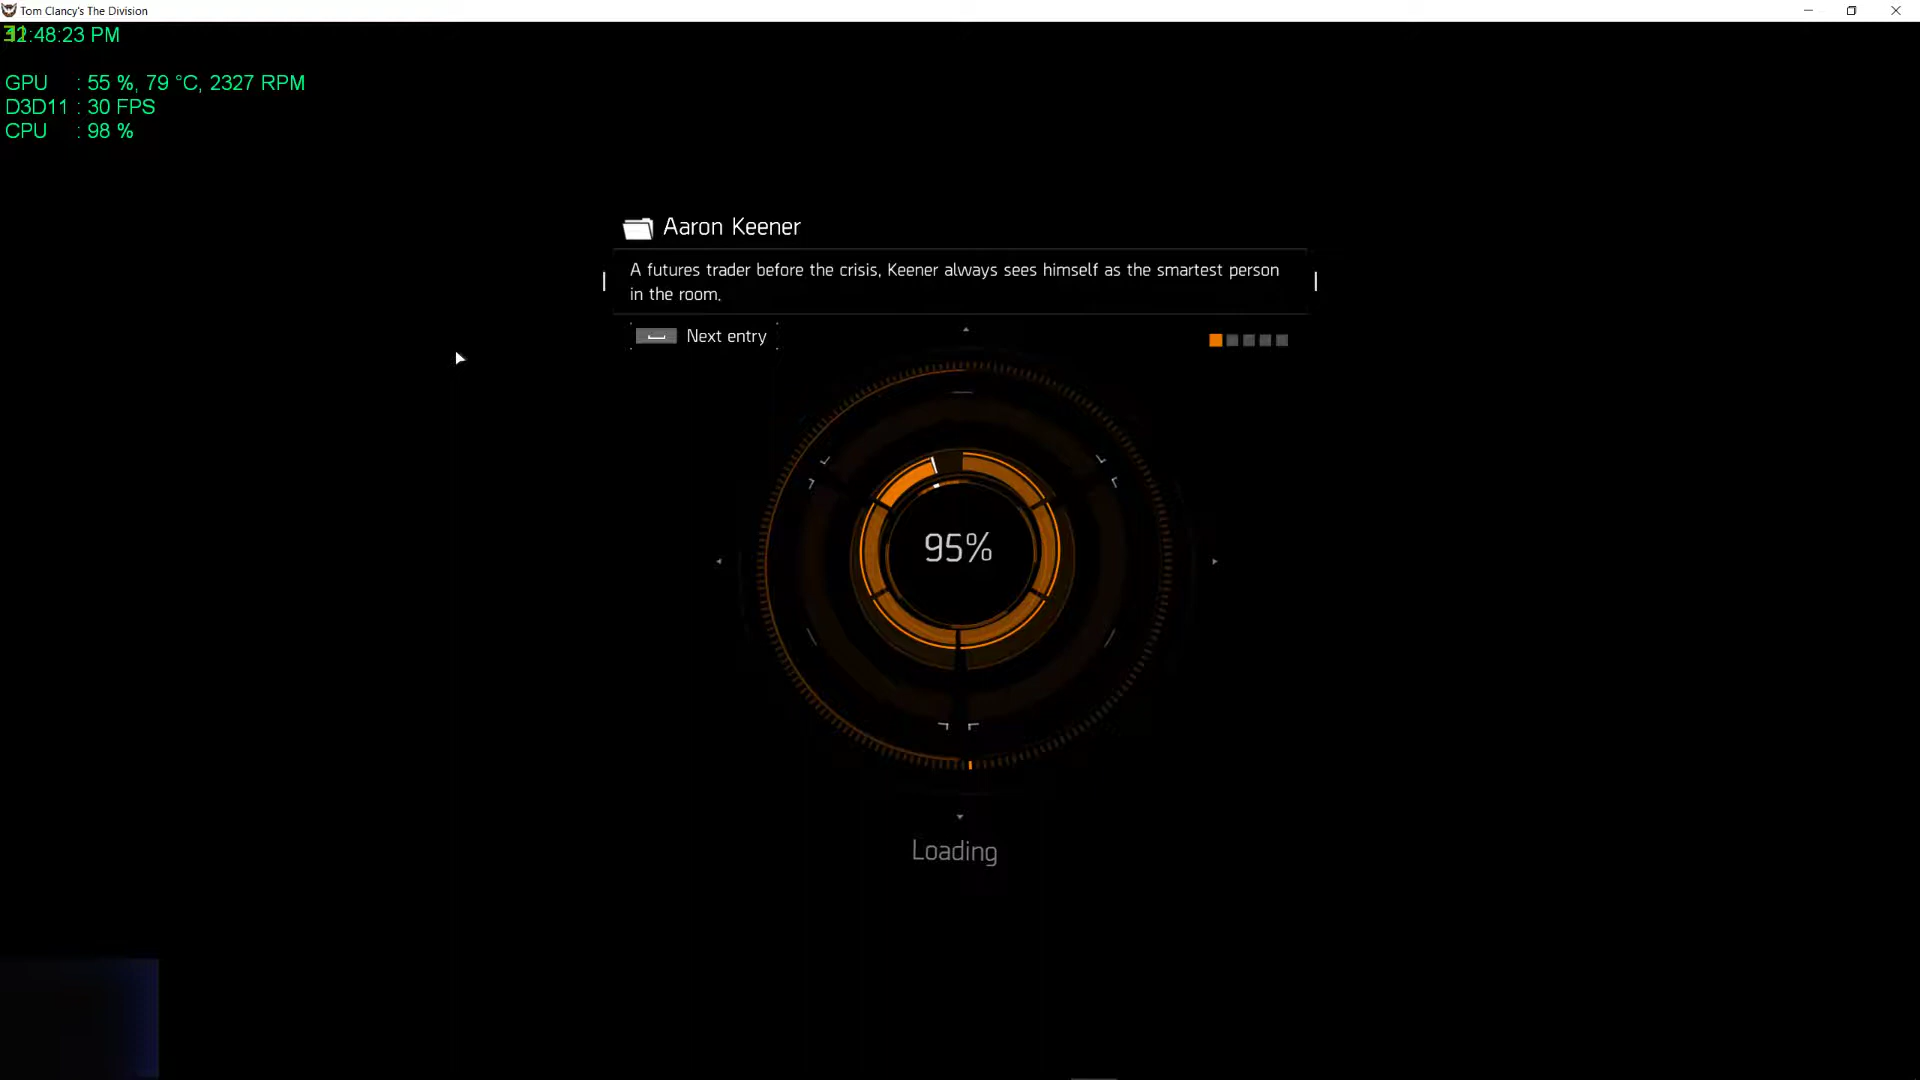 Tom Clancy's The Division
:48:23 PM
GPU : 55 %, 79 °C, 2327 RPM
D3D11 : 30 FPS
CPU : 98 %
Aaron Keener
A futures trader before the crisis, Keener always sees himself as the smartest person
in the room.
Next entry
95%
Loading